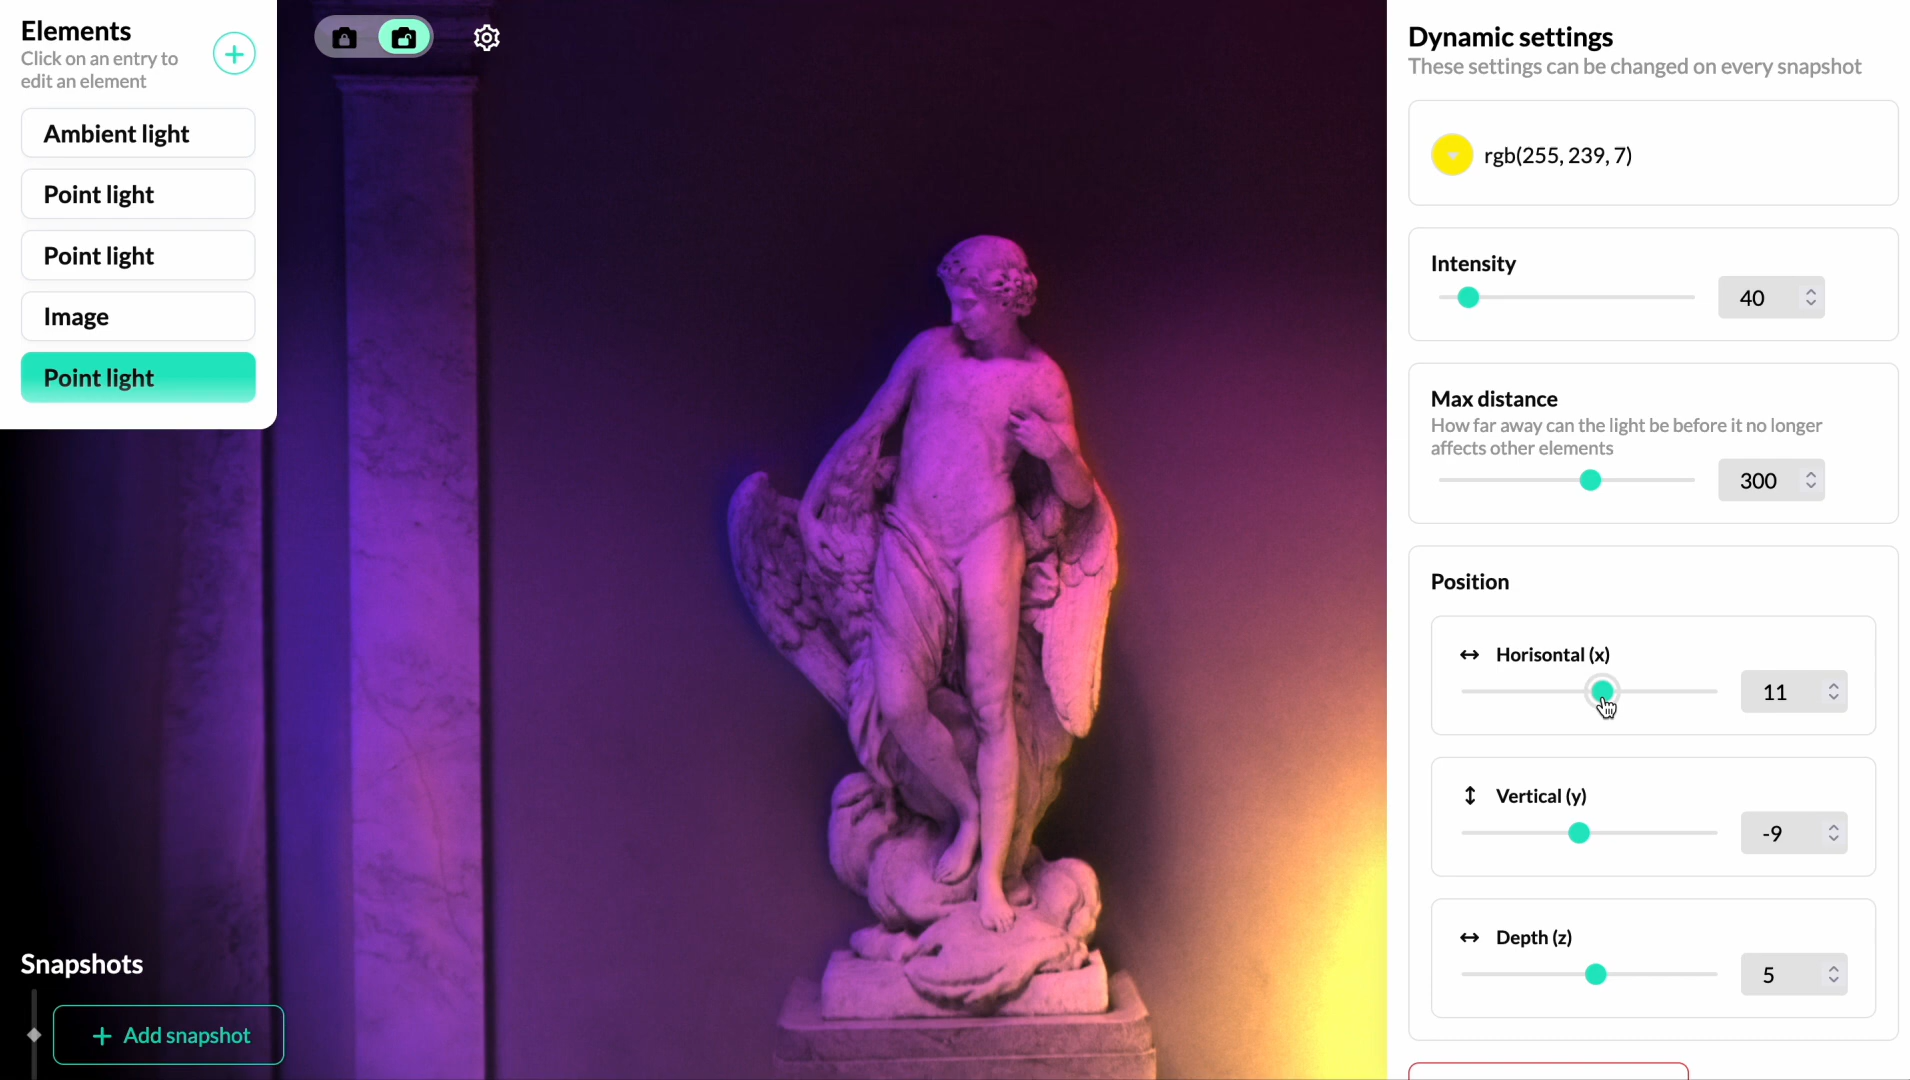 Elements
Click on an entry to
edit an element
Ambient light
Point light
Point light
Image
Point light
Snapshots
Add snapshot
Dynamic settings
These settings can be changed on every snapshot
rgb(255, 239, 7)
Intensity
40
Max distance
How far away can the light be before it no longer
affects other elements
300
Position
Horisontal (x)
11
Vertical (y)
-9
Depth (z)
5